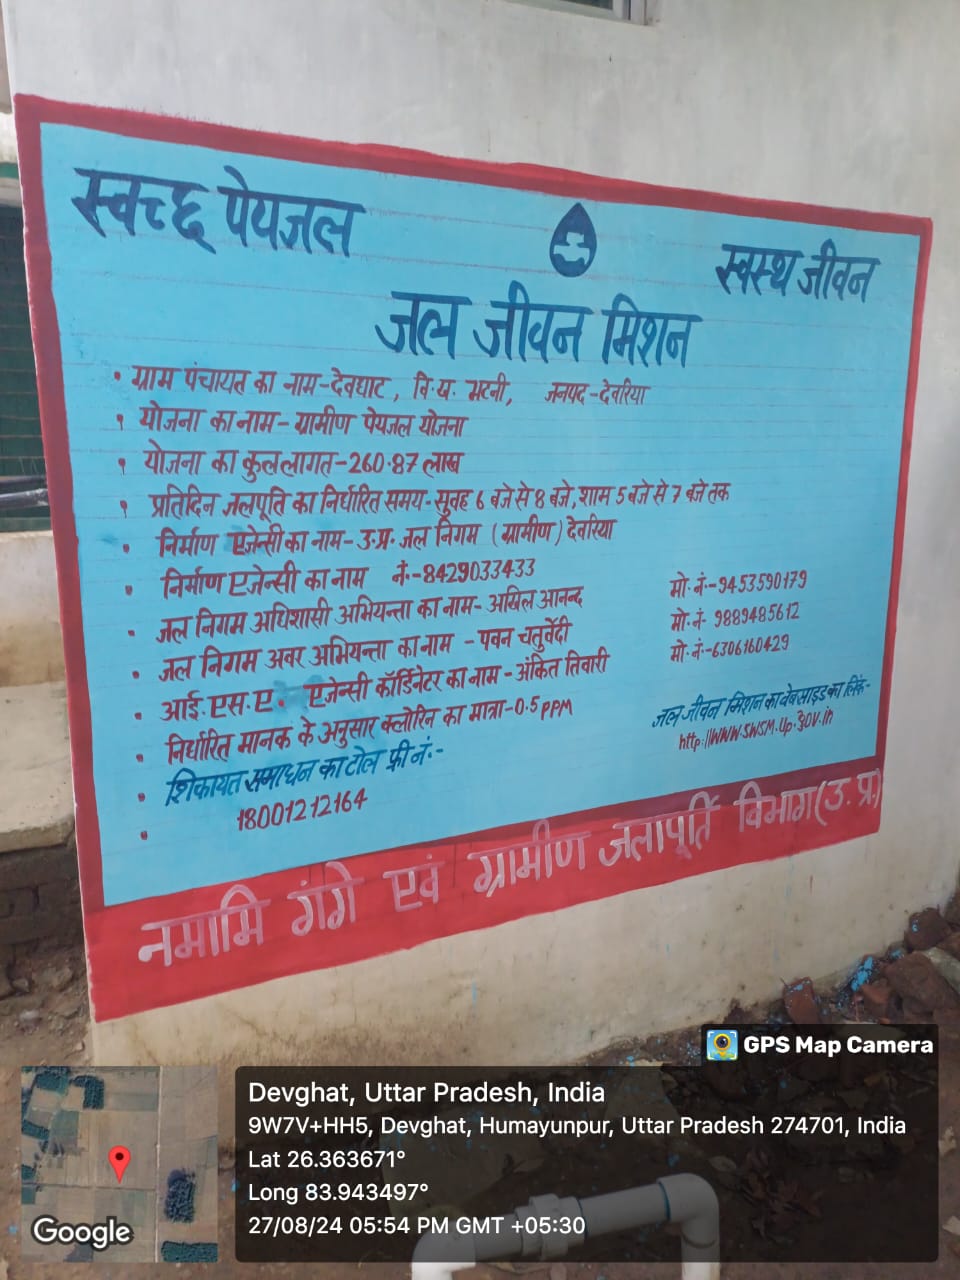 स्वच्छ पेयजल
स्वस्थ जीवन
जल जीवन मिशन
• ग्राम पंचायत का नाम-देवघाट, वि.ख. भटनी, जनपद-देवरिया
• योजना का नाम-ग्रामीण पेयजल योजना
• योजना का कुल लागत-260.87 लाख
• प्रतिदिन जलपूर्ति का निर्धारित समय-सुबह 6 बजे से 8 बजे, शाम 5 बजे से 7 बजे तक
• निर्माण एजेन्सी का नाम-उ.प्र. जल निगम (ग्रामीण) देवरिया
• निर्माण एजेन्सी का नाम नं.-8429033433
• जल निगम अधिशासी अभियन्ता का नाम-अखिल आनन्द मो.नं.-9453590179
• जल निगम अवर अभियन्ता का नाम-पवन चतुर्वेदी मो.नं. 9889485612
• आई.एस.ए. एजेन्सी कॉर्डिनेटर का नाम-अंकित तिवारी मो.नं.-6306160429
• निर्धारित मानक के अनुसार क्लोरिन का मात्रा-0.5 PPM
• शिकायत समाधन का टोल फ्री नं.:-
• 18001212164
जल जीवन मिशन का वेबसाइड का लिंक-
http://WWW.SWSM.Up.gov.in
नमामि गंगे एवं ग्रामीण जलापूर्ति विभाग(उ.प्र.)
GPS Map Camera
Devghat, Uttar Pradesh, India
9W7V+HH5, Devghat, Humayunpur, Uttar Pradesh 274701, India
Lat 26.363671°
Long 83.943497°
27/08/24 05:54 PM GMT +05:30
Google